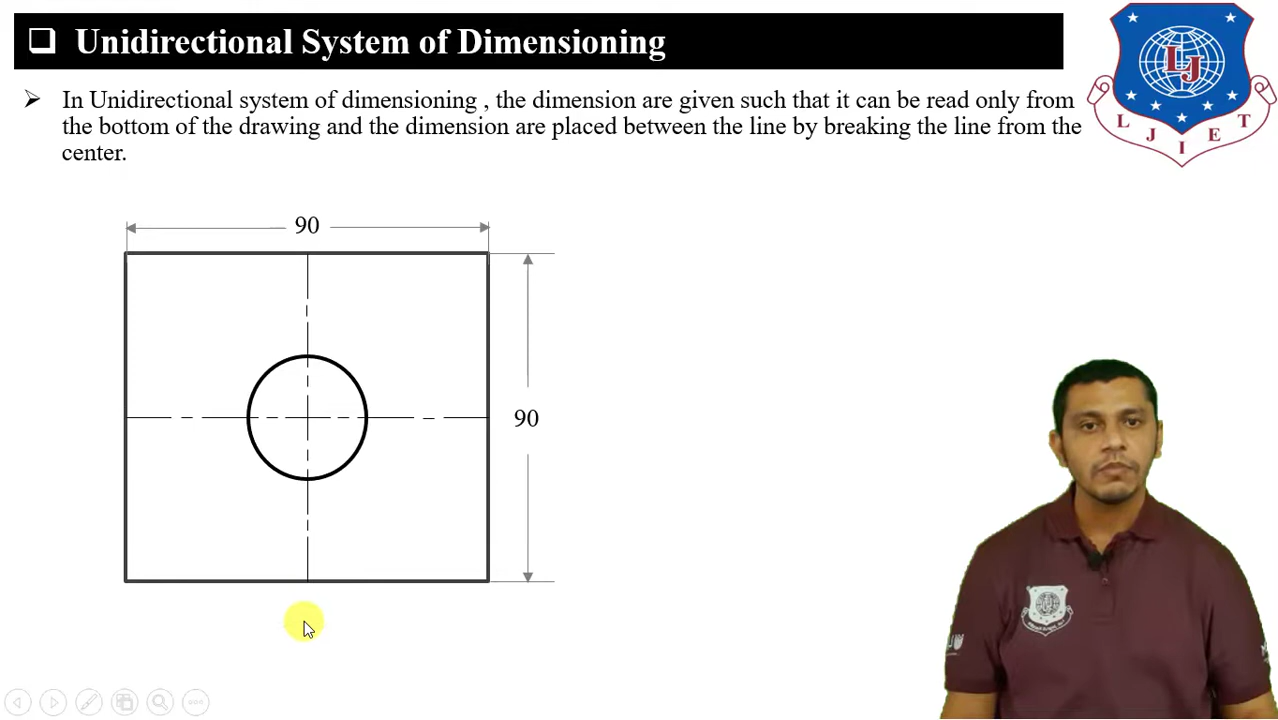 Unidirectional System of Dimensioning
In Unidirectional system of dimensioning , the dimension are given such that it can be read only from
the bottom of the drawing and the dimension are placed between the line by breaking the line from the
center.
90
90
LJ
L J I E T